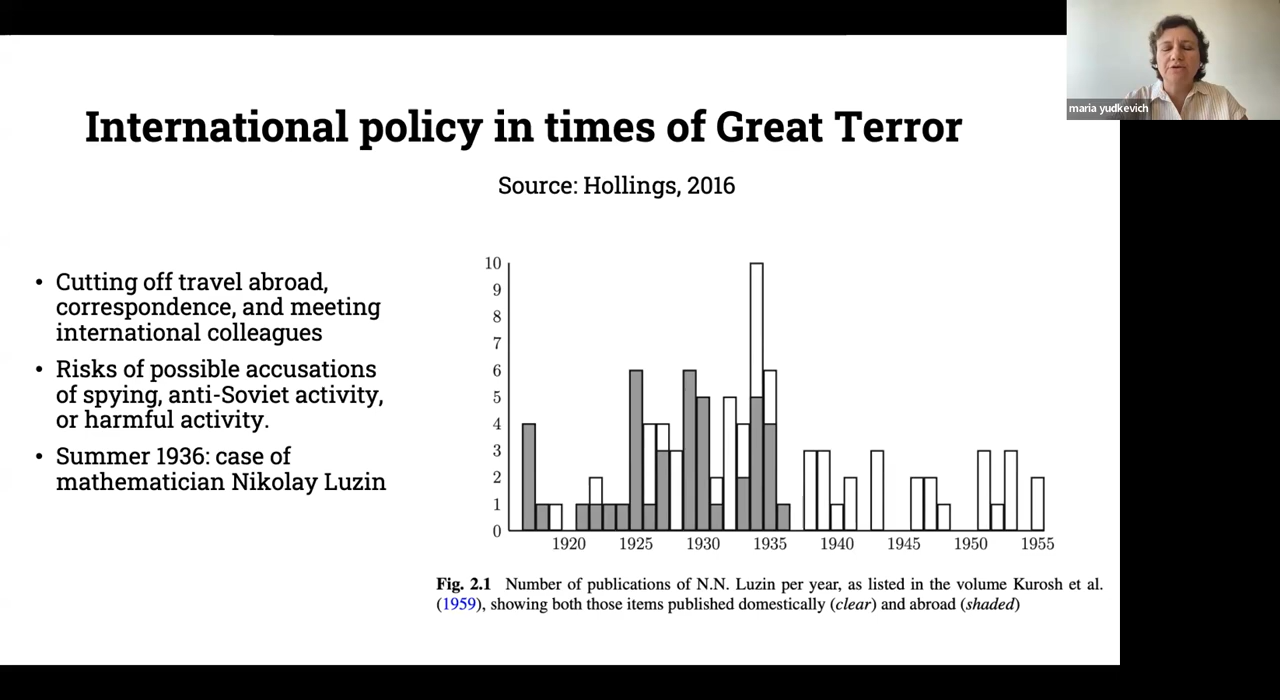 maria yudkevich
International policy in times of Great Terror
Source: Hollings, 2016
• Cutting off travel abroad,
correspondence, and meeting
international colleagues
• Risks of possible accusations
of spying, anti-Soviet activity,
or harmful activity.
• Summer 1936: case of
mathematician Nikolay Luzin
10
9
8
7
6
5
4
3
2
1
0
1920 1925 1930 1935 1940 1945 1950 1955
Fig. 2.1 Number of publications of N.N. Luzin per year, as listed in the volume Kurosh et al.
(1959), showing both those items published domestically (clear) and abroad (shaded)